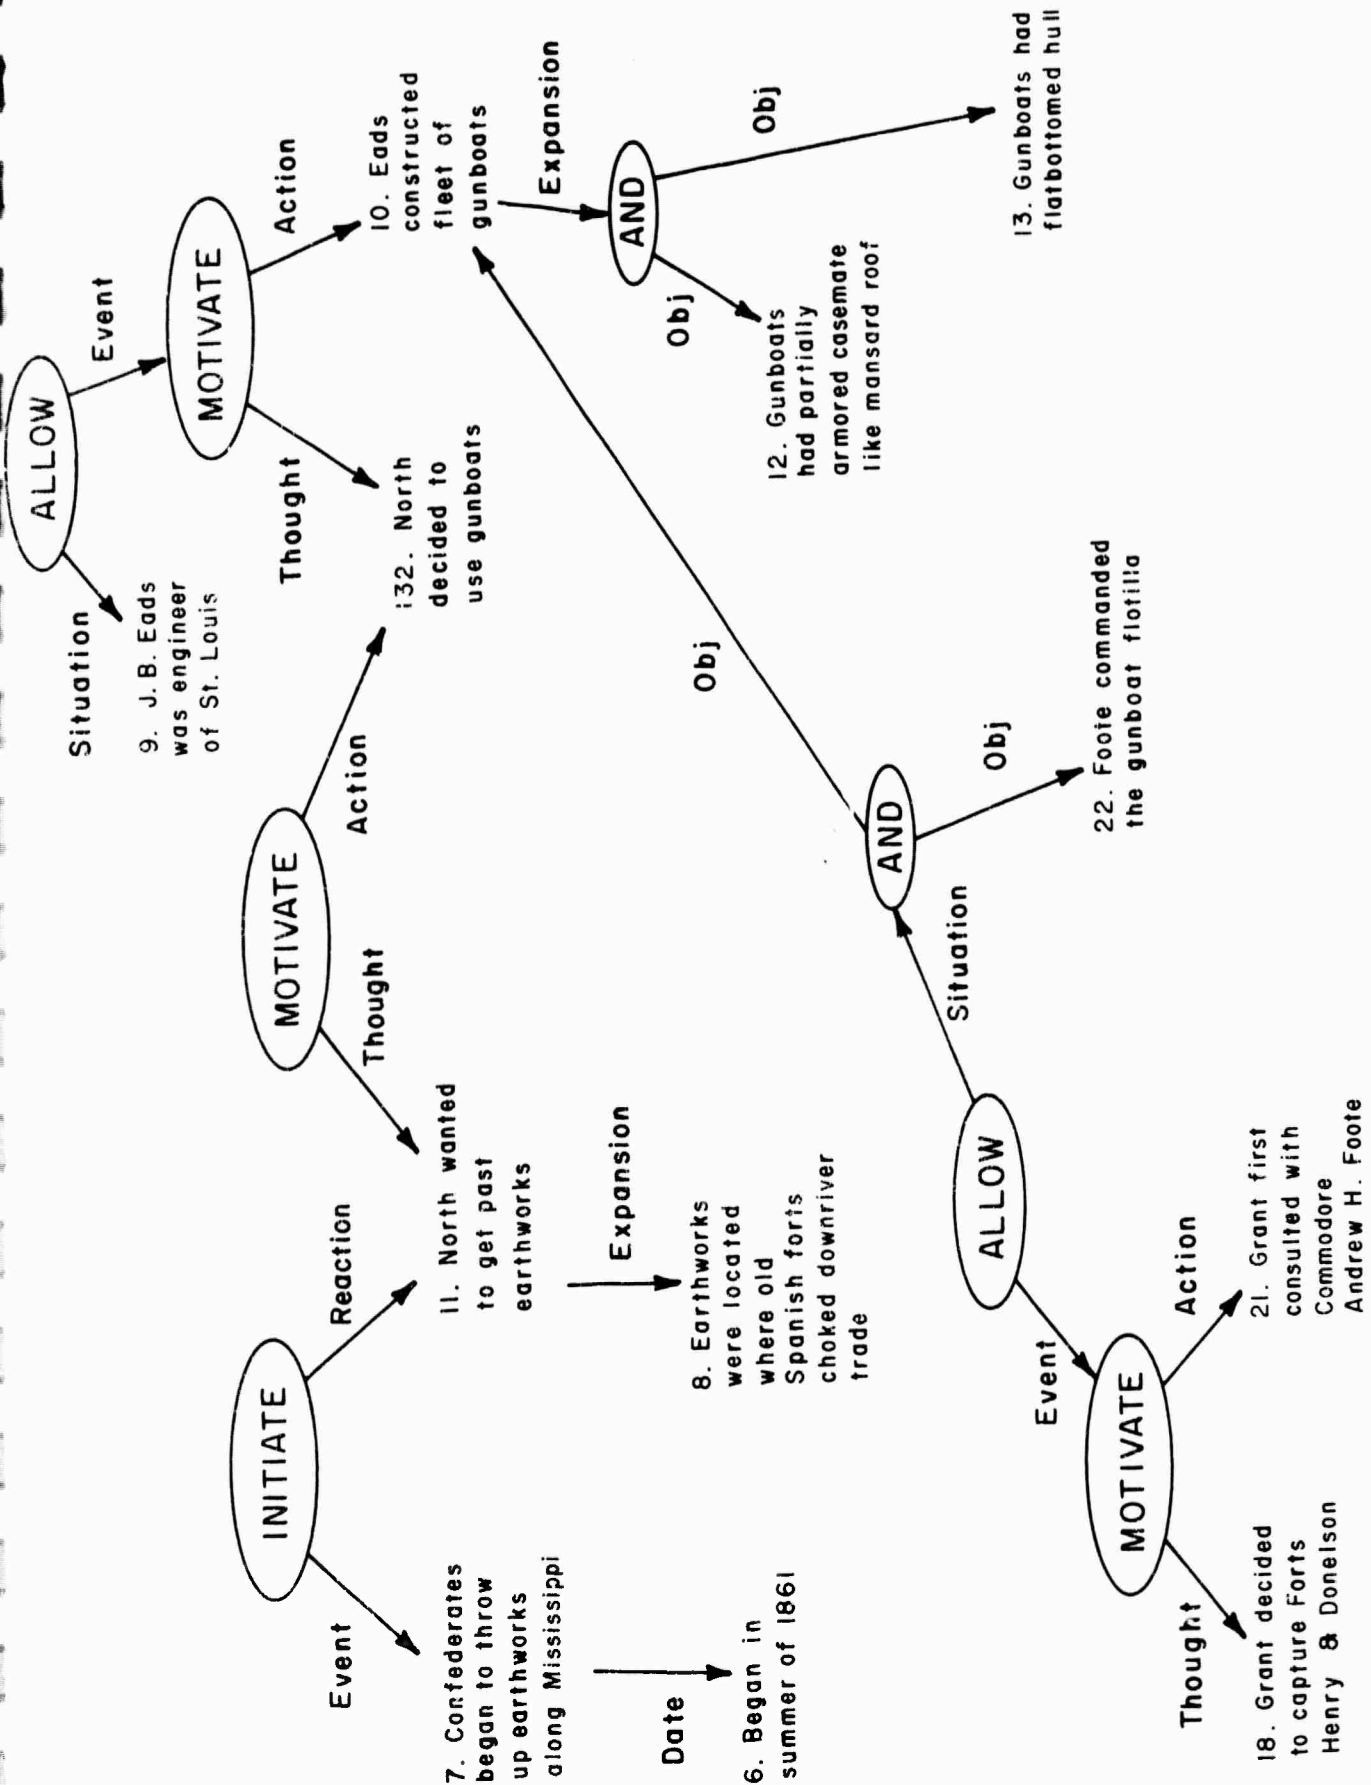 ALLOW
Situation
Event
9. J. B. Eads
was engineer
of St. Louis
MOTIVATE
Thought
Action
132. North
decided to
use gunboats
10. Eads
constructed
fleet of
gunboats
INITIATE
Event
Reaction
MOTIVATE
Thought
Action
7. Confederates
began to throw
up earthworks
along Mississippi
11. North wanted
to get past
earthworks
Date
Expansion
Expansion
6. Began in
summer of 1861
8. Earthworks
were located
where old
Spanish forts
choked downriver
trade
AND
Obj
Obj
Obj
12. Gunboats
had partially
armored casemate
like mansard roof
13. Gunboats had
flatbottomed hull
AND
Situation
Obj
ALLOW
Event
22. Foote commanded
the gunboat flotilla
MOTIVATE
Thought
Action
18. Grant decided
to capture Forts
Henry & Donelson
21. Grant first
consulted with
Commodore
Andrew H. Foote